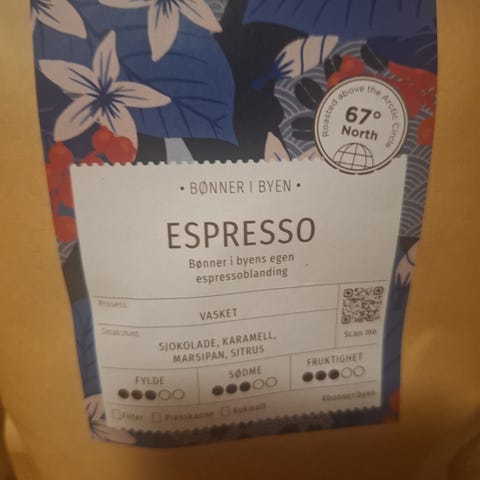 Roasted above the Arctic Circle
67°
North
• BØNNER I BYEN •
ESPRESSO
Bønner i byens egen
espressoblanding
Prosess:
VASKET
Smakshint:
SJOKOLADE, KARAMELL,
MARSIPAN, SITRUS
Scan me
FYLDE
SØDME
FRUKTIGHET
Filter Presskanne Kokmalt
#bonneribyen